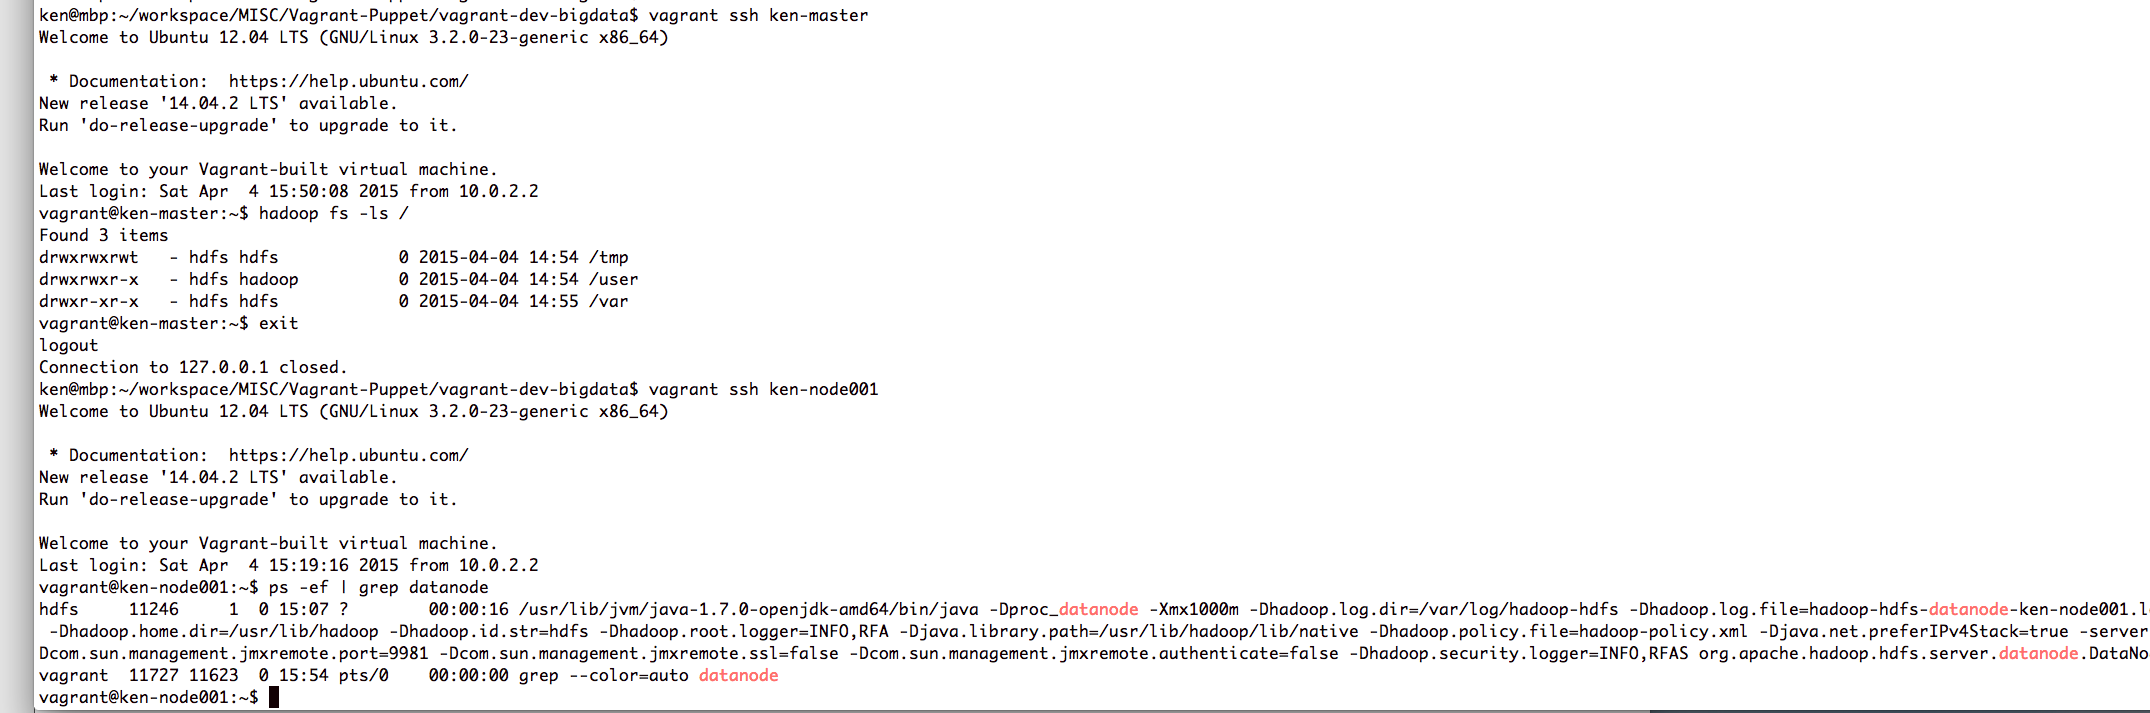 ken@mbp:~/workspace/MISC/Vagrant-Puppet/vagrant-dev-bigdata$ vagrant ssh ken-master
Welcome to Ubuntu 12.04 LTS (GNU/Linux 3.2.0-23-generic x86_64)
 * Documentation:  https://help.ubuntu.com/
New release '14.04.2 LTS' available.
Run 'do-release-upgrade' to upgrade to it.
Welcome to your Vagrant-built virtual machine.
Last login: Sat Apr  4 15:50:08 2015 from 10.0.2.2
vagrant@ken-master:~$ hadoop fs -ls /
Found 3 items
drwxrwxrwt   - hdfs hdfs            0 2015-04-04 14:54 /tmp
drwxrwxr-x   - hdfs hadoop          0 2015-04-04 14:54 /user
drwxr-xr-x   - hdfs hdfs            0 2015-04-04 14:55 /var
vagrant@ken-master:~$ exit
logout
Connection to 127.0.0.1 closed.
ken@mbp:~/workspace/MISC/Vagrant-Puppet/vagrant-dev-bigdata$ vagrant ssh ken-node001
Welcome to Ubuntu 12.04 LTS (GNU/Linux 3.2.0-23-generic x86_64)
 * Documentation:  https://help.ubuntu.com/
New release '14.04.2 LTS' available.
Run 'do-release-upgrade' to upgrade to it.
Welcome to your Vagrant-built virtual machine.
Last login: Sat Apr  4 15:19:16 2015 from 10.0.2.2
vagrant@ken-node001:~$ ps -ef | grep datanode
hdfs     11246     1  0 15:07 ?        00:00:16 /usr/lib/jvm/java-1.7.0-openjdk-amd64/bin/java -Dproc_datanode -Xmx1000m -Dhadoop.log.dir=/var/log/hadoop-hdfs -Dhadoop.log.file=hadoop-hdfs-datanode-ken-node001.l
 -Dhadoop.home.dir=/usr/lib/hadoop -Dhadoop.id.str=hdfs -Dhadoop.root.logger=INFO,RFA -Djava.library.path=/usr/lib/hadoop/lib/native -Dhadoop.policy.file=hadoop-policy.xml -Djava.net.preferIPv4Stack=true -server
Dcom.sun.management.jmxremote.port=9981 -Dcom.sun.management.jmxremote.ssl=false -Dcom.sun.management.jmxremote.authenticate=false -Dhadoop.security.logger=INFO,RFAS org.apache.hadoop.hdfs.server.datanode.DataNo
vagrant  11727 11623  0 15:54 pts/0    00:00:00 grep --color=auto datanode
vagrant@ken-node001:~$